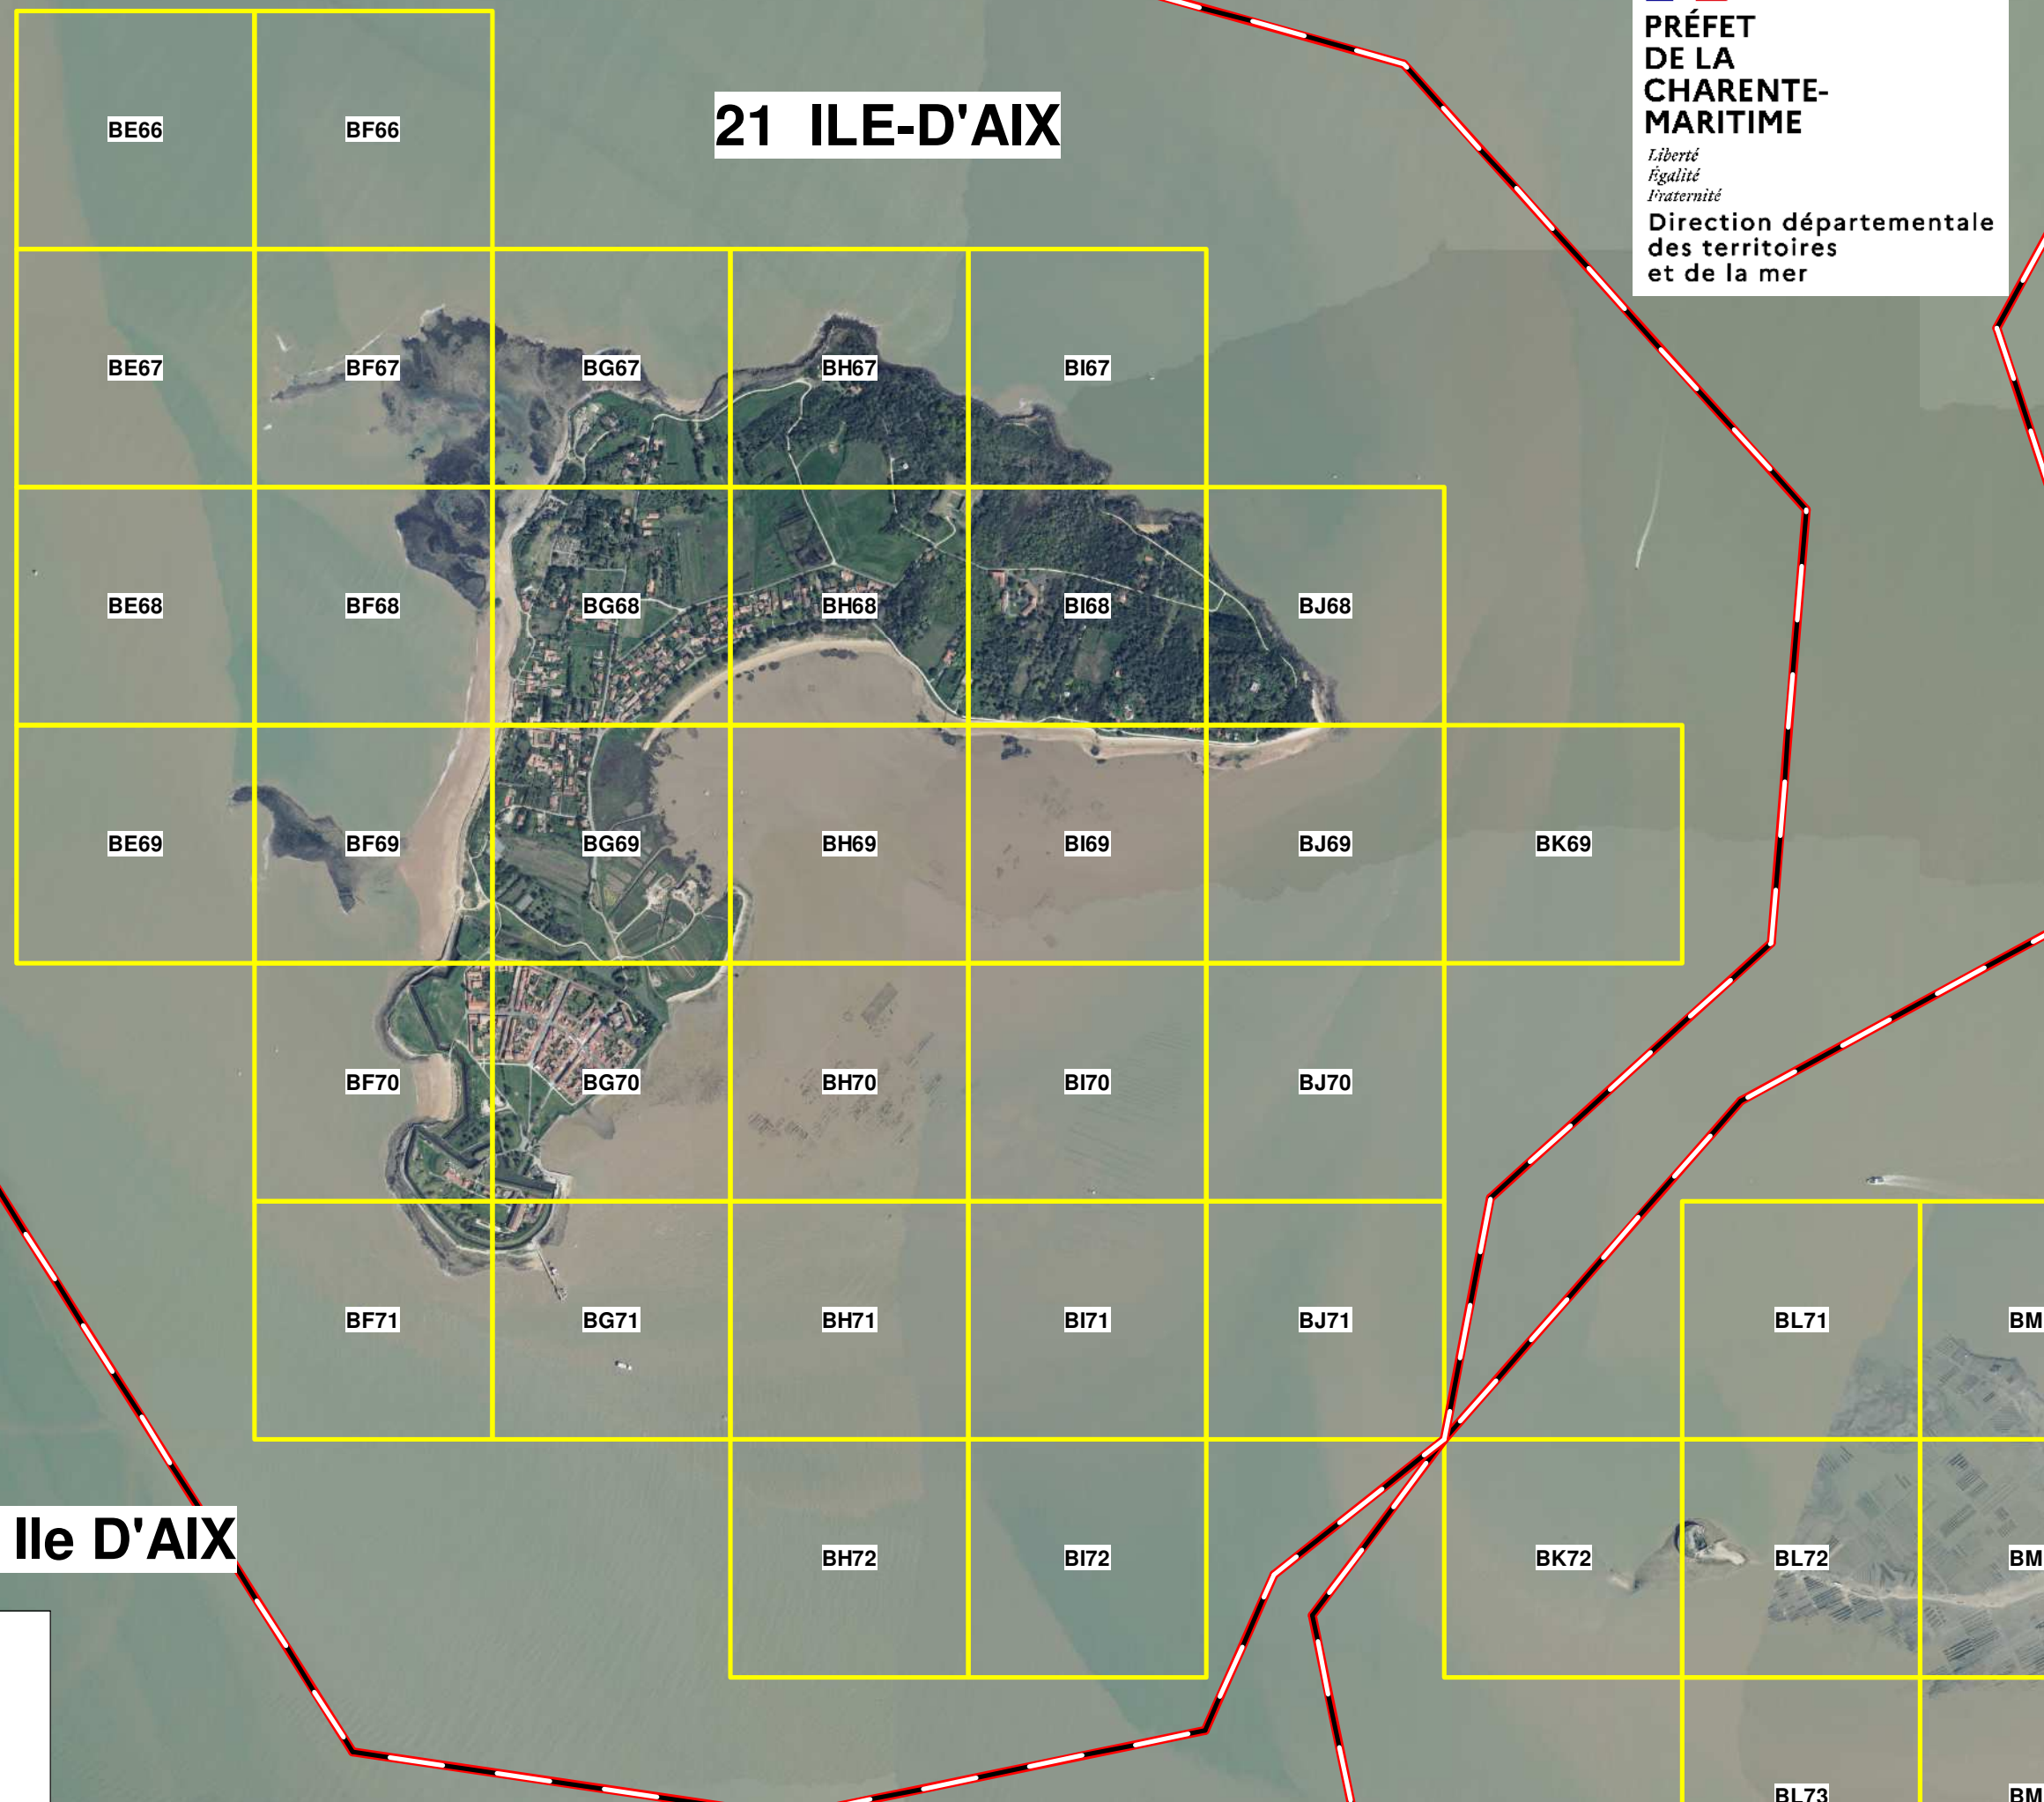 PRÉFET
DE LA
CHARENTE-
MARITIME
Liberté
Égalité
Fraternité
Direction départementale
des territoires
et de la mer
21 ILE-D'AIX
BE66 BF66
BE67 BF67 BG67 BH67 BI67
BE68 BF68 BG68 BH68 BI68 BJ68
BE69 BF69 BG69 BH69 BI69 BJ69 BK69
BF70 BG70 BH70 BI70 BJ70
BF71 BG71 BH71 BI71 BJ71 BL71 BM
Ile D'AIX
BH72 BI72 BK72 BL72 BM
BL73 BM